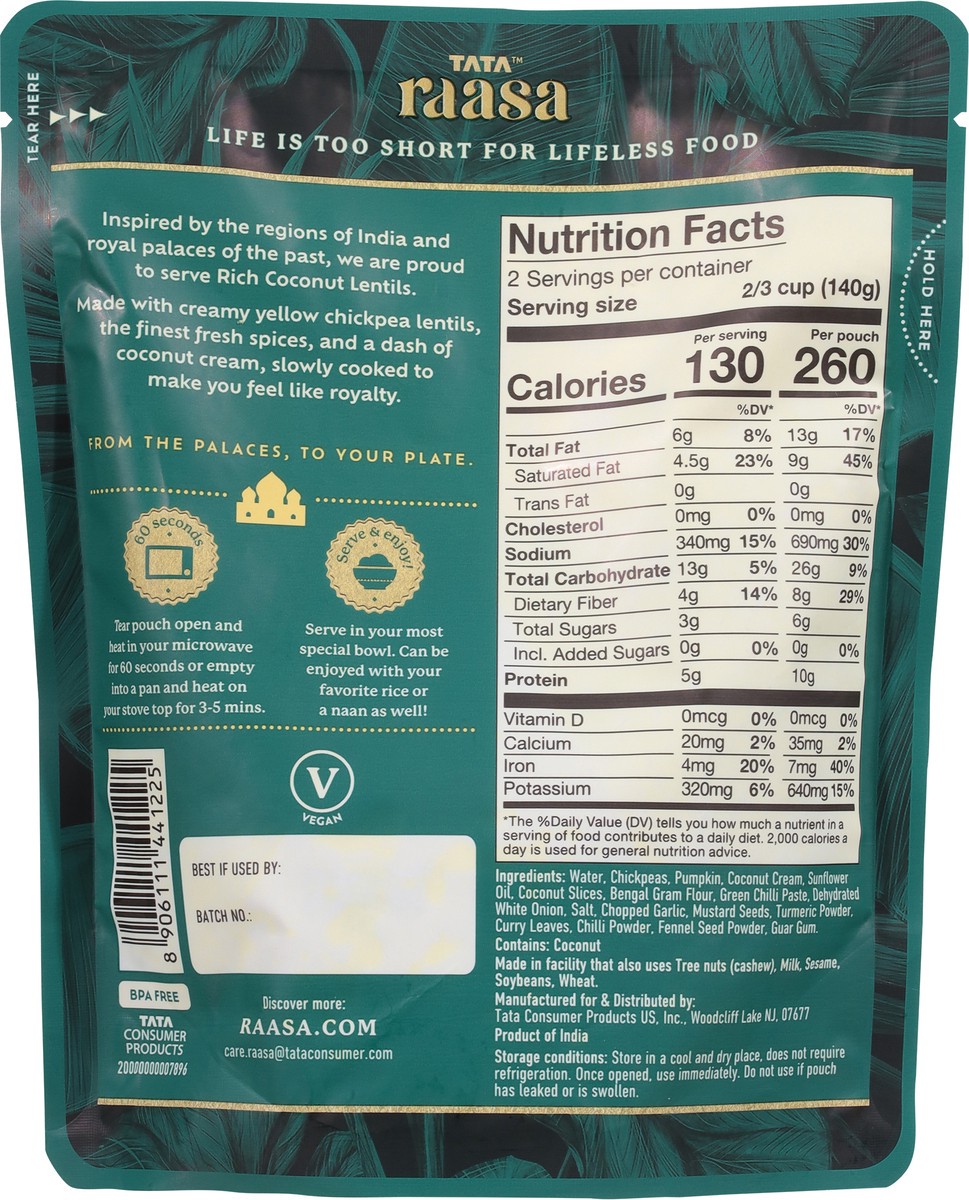 TATA™
raasa
LIFE IS TOO SHORT FOR LIFELESS FOOD
TEAR HERE
HOLD HERE
Inspired by the regions of India and
royal palaces of the past, we are proud
to serve Rich Coconut Lentils.
Made with creamy yellow chickpea lentils,
the finest fresh spices, and a dash of
coconut cream, slowly cooked to
make you feel like royalty.
FROM THE PALACES, TO YOUR PLATE.
60 seconds
Tear pouch open and
heat in your microwave
for 60 seconds or empty
into a pan and heat on
your stove top for 3-5 mins.
Serve & enjoy!
Serve in your most
special bowl. Can be
enjoyed with your
favorite rice or
a naan as well!
8 906111 441225
V
VEGAN
BEST IF USED BY:
BATCH NO.:
BPA FREE
TATA
CONSUMER
PRODUCTS
20000000007896
Discover more:
RAASA.COM
care.raasa@tataconsumer.com
Nutrition Facts
2 Servings per container
Serving size 2/3 cup (140g)
Per serving Per pouch
Calories 130 260
%DV* %DV*
Total Fat 6g 8% 13g 17%
Saturated Fat 4.5g 23% 9g 45%
Trans Fat 0g 0g
Cholesterol 0mg 0% 0mg 0%
Sodium 340mg 15% 690mg 30%
Total Carbohydrate 13g 5% 26g 9%
Dietary Fiber 4g 14% 8g 29%
Total Sugars 3g 6g
Incl. Added Sugars 0g 0% 0g 0%
Protein 5g 10g
Vitamin D 0mcg 0% 0mcg 0%
Calcium 20mg 2% 35mg 2%
Iron 4mg 20% 7mg 40%
Potassium 320mg 6% 640mg 15%
*The %Daily Value (DV) tells you how much a nutrient in a
serving of food contributes to a daily diet. 2,000 calories a
day is used for general nutrition advice.
Ingredients: Water, Chickpeas, Pumpkin, Coconut Cream, Sunflower
Oil, Coconut Slices, Bengal Gram Flour, Green Chilli Paste, Dehydrated
White Onion, Salt, Chopped Garlic, Mustard Seeds, Turmeric Powder,
Curry Leaves, Chilli Powder, Fennel Seed Powder, Guar Gum.
Contains: Coconut
Made in facility that also uses Tree nuts (cashew), Milk, Sesame,
Soybeans, Wheat.
Manufactured for & Distributed by:
Tata Consumer Products US, Inc., Woodcliff Lake NJ, 07677
Product of India
Storage conditions: Store in a cool and dry place, does not require
refrigeration. Once opened, use immediately. Do not use if pouch
has leaked or is swollen.